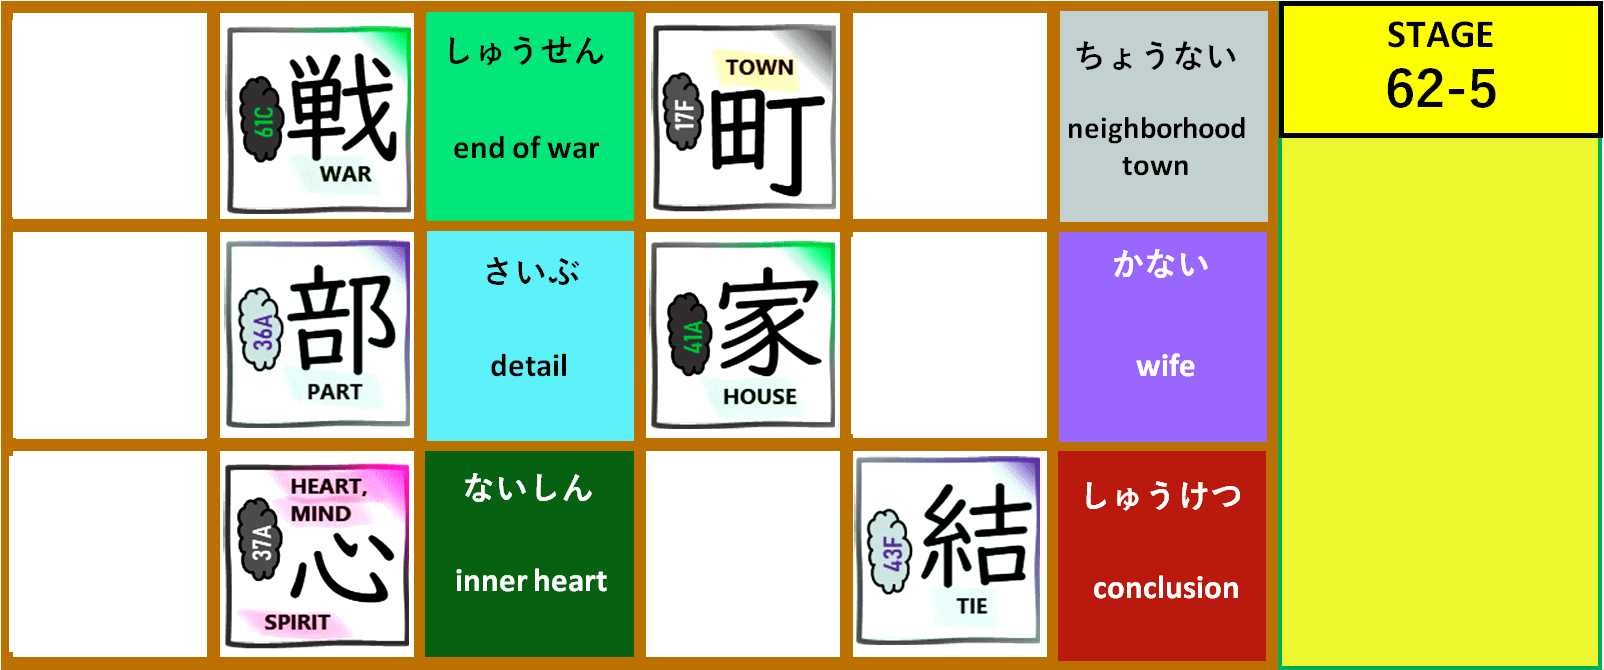 61C
戦
WAR
しゅうせん
end of war
TOWN
17F
町
ちょうない
neighborhood
town
STAGE
62-5
36A
部
PART
さいぶ
detail
41A
家
HOUSE
かない
wife
HEART,
MIND
37A
心
SPIRIT
ないしん
inner heart
43F
結
TIE
しゅうけつ
conclusion